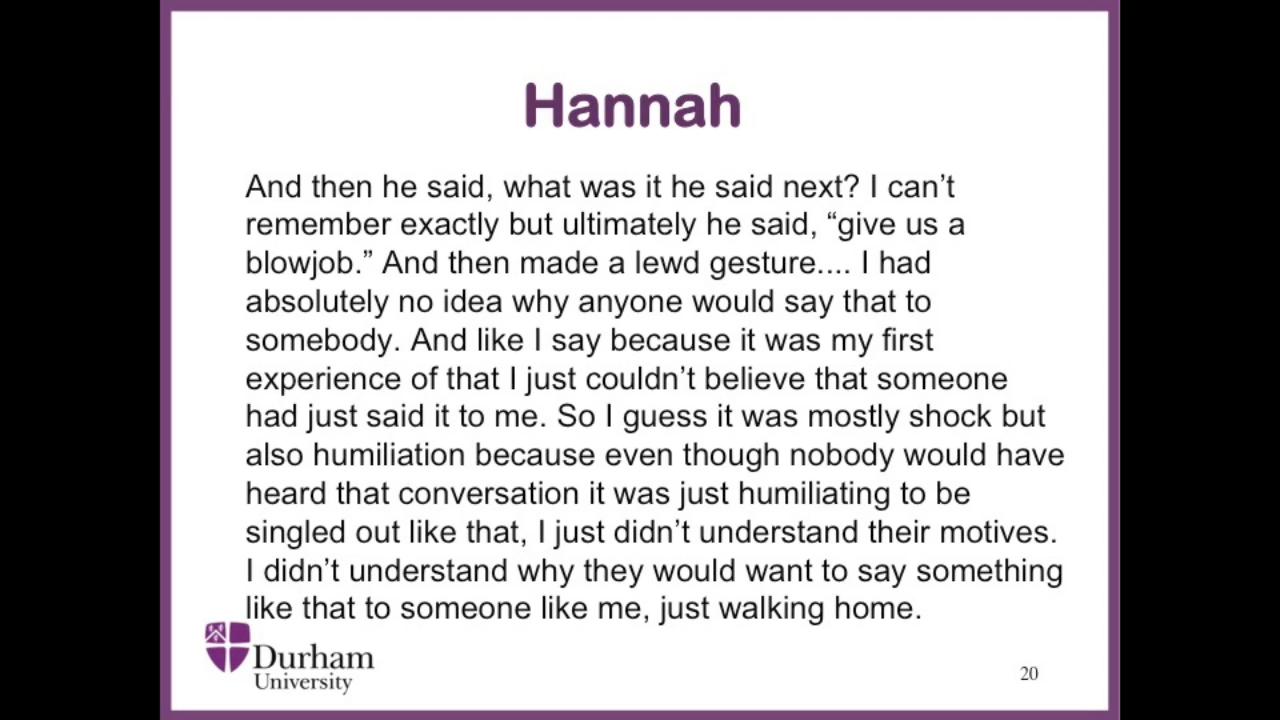 Hannah
And then he said, what was it he said next? I can’t
remember exactly but ultimately he said, “give us a
blowjob.” And then made a lewd gesture.... I had
absolutely no idea why anyone would say that to
somebody. And like I say because it was my first
experience of that I just couldn’t believe that someone
had just said it to me. So I guess it was mostly shock but
also humiliation because even though nobody would have
heard that conversation it was just humiliating to be
singled out like that, I just didn’t understand their motives.
I didn’t understand why they would want to say something
like that to someone like me, just walking home.
Durham
University
20